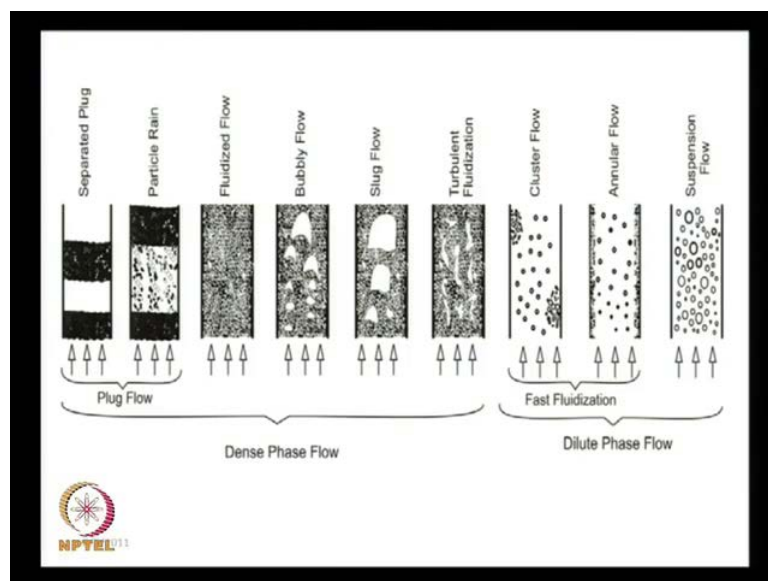 Separated Plug
Particle Rain
Fluidized Flow
Bubbly Flow
Slug Flow
Turbulent
Fluidization
Cluster Flow
Annular Flow
Suspension
Flow
Plug Flow
Fast Fluidization
Dense Phase Flow
Dilute Phase Flow
NPTEL 011